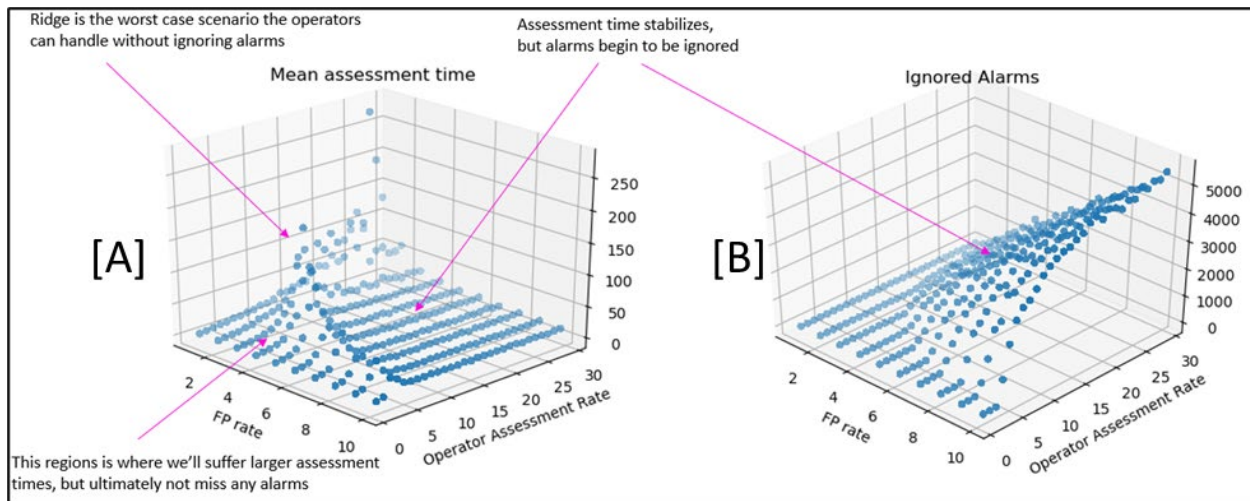 Ridge is the worst case scenario the operators
can handle without ignoring alarms
Assessment time stabilizes,
but alarms begin to be ignored
Mean assessment time
[A]
250
200
150
100
50
0
2
4
6
8
10
FP rate
0
5
10
15
20
25
30
Operator Assessment Rate
This regions is where we'll suffer larger assessment
times, but ultimately not miss any alarms
Ignored Alarms
[B]
5000
4000
3000
2000
1000
0
2
4
6
8
10
FP rate
0
5
10
15
20
25
30
Operator Assessment Rate